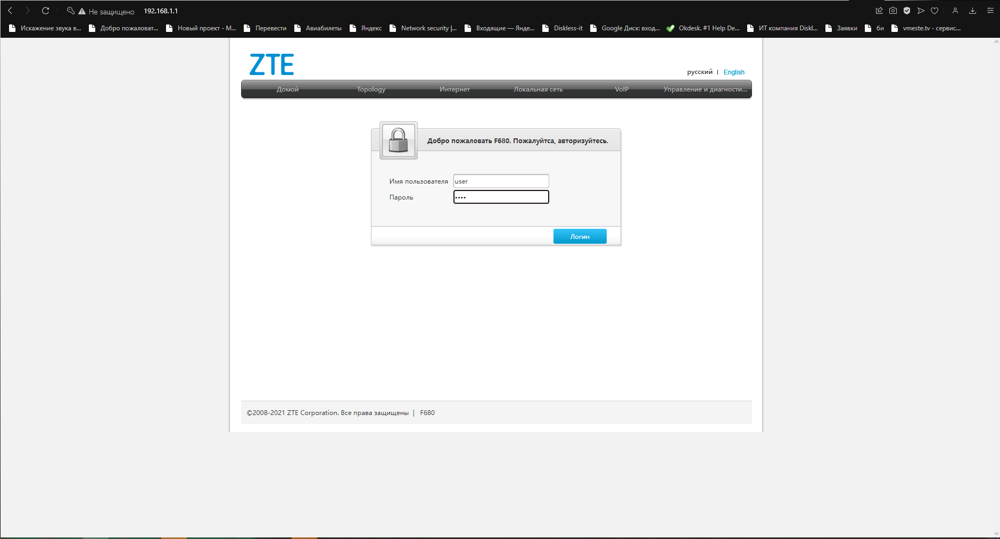 Не защищено 192.168.1.1
Искажение звука в... Добро пожаловат... Новый проект - М... Перевести Авиабилеты Яндекс Network security |... Входящие — Янде... Diskless-it Google Диск: вход... Okdesk. #1 Help De... ИТ компания Diskl... Заявки би vmeste.tv - сервис...
ZTE
русский | English
Домой Topology Интернет Локальная сеть VoIP Управление и диагности...
Добро пожаловать F680. Пожалуйтса, авторизуйтесь.
Имя пользователя user
Пароль ••••
Логин
©2008-2021 ZTE Corporation. Все права защищены | F680